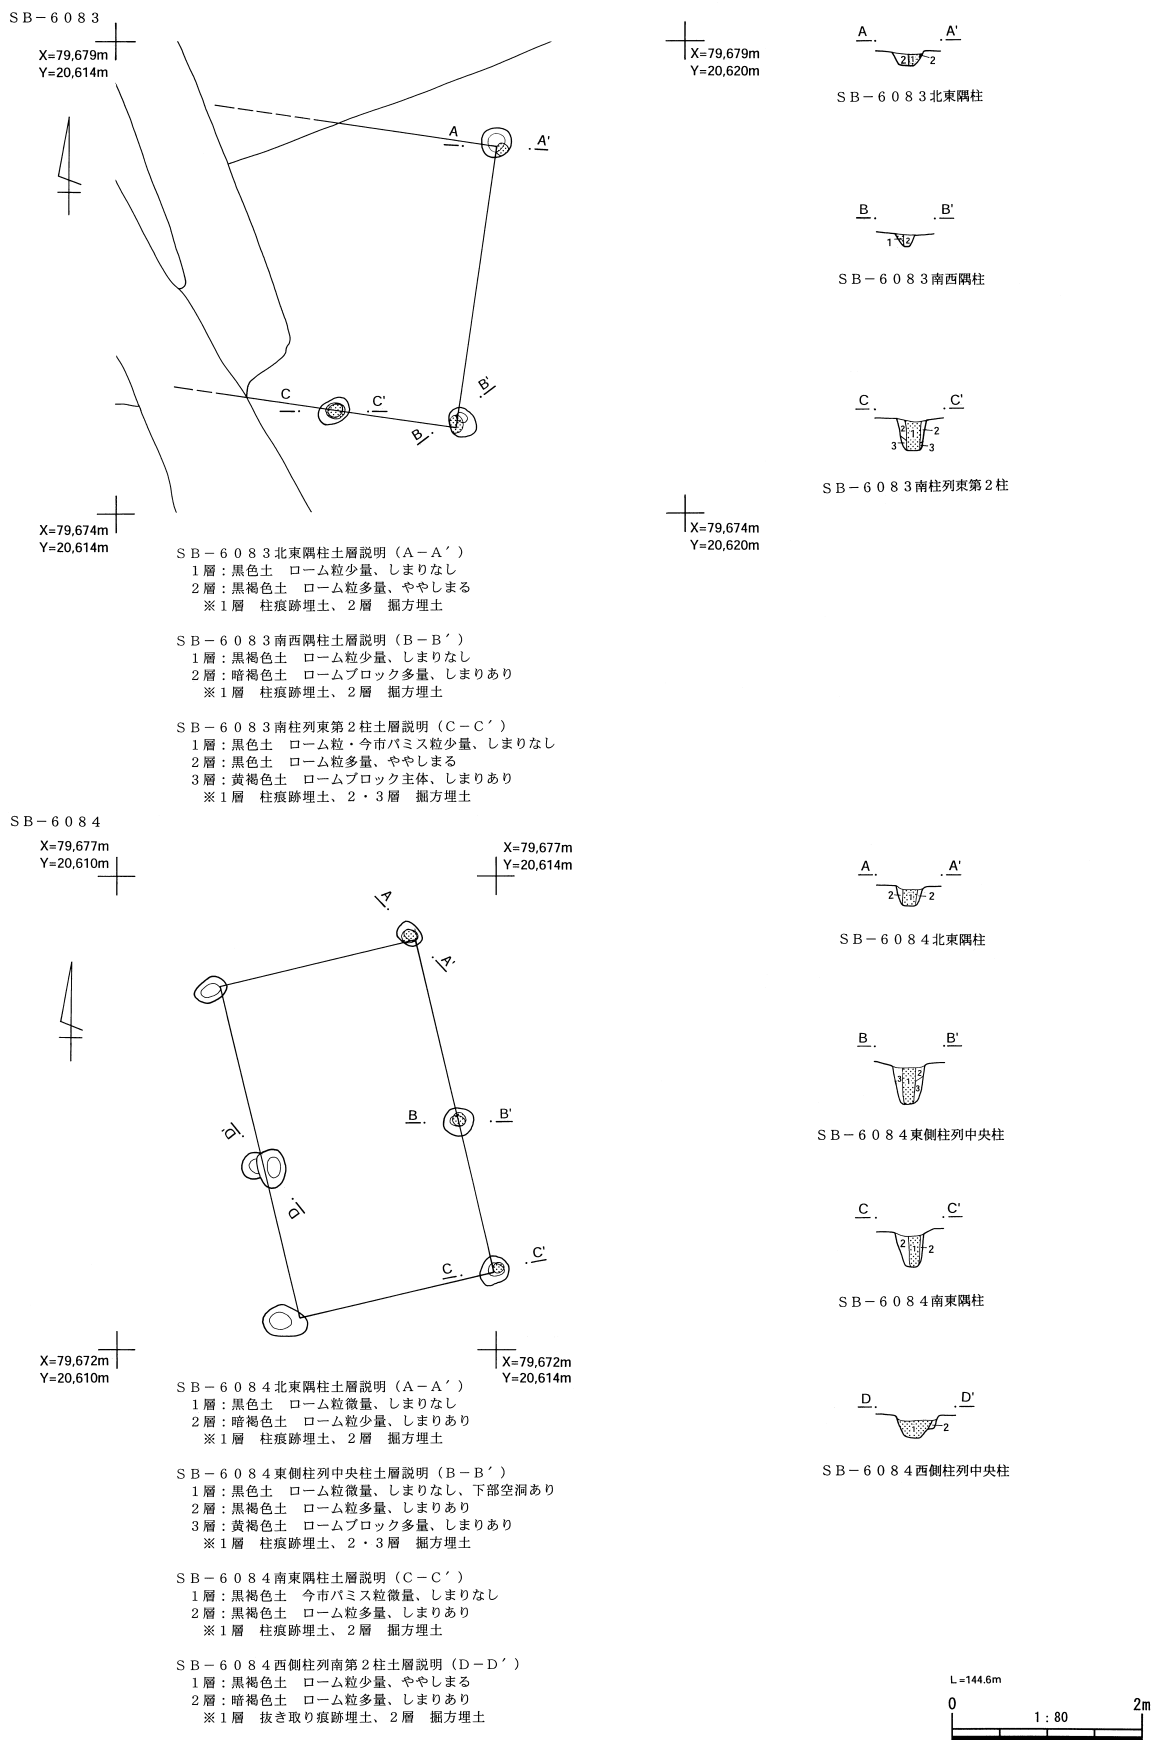 ＳＢ－６０８３
X=79,679m
Y=20,614m
X=79,679m
Y=20,620m
A
A'
B'
B
C
C'
X=79,674m
Y=20,614m
X=79,674m
Y=20,620m
A
A'
2
1
2
ＳＢ－６０８３北東隅柱
B
B'
1
2
ＳＢ－６０８３南西隅柱
C
C'
2
1
2
3
3
ＳＢ－６０８３南柱列東第２柱
ＳＢ－６０８３北東隅柱土層説明（Ａ－Ａ′）
１層：黒色土　ローム粒少量、しまりなし
２層：黒褐色土　ローム粒多量、ややしまる
※１層　柱痕跡埋土、２層　掘方埋土
ＳＢ－６０８３南西隅柱土層説明（Ｂ－Ｂ′）
１層：黒褐色土　ローム粒少量、しまりなし
２層：暗褐色土　ロームブロック多量、しまりあり
※１層　柱痕跡埋土、２層　掘方埋土
ＳＢ－６０８３南柱列東第２柱土層説明（Ｃ－Ｃ′）
１層：黒色土　ローム粒・今市パミス粒少量、しまりなし
２層：黒色土　ローム粒多量、ややしまる
３層：黄褐色土　ロームブロック主体、しまりあり
※１層　柱痕跡埋土、２・３層　掘方埋土
ＳＢ－６０８４
X=79,677m
Y=20,610m
X=79,677m
Y=20,614m
A
A'
B
B'
D'
D
C
C'
X=79,672m
Y=20,610m
X=79,672m
Y=20,614m
A
A'
2
1
2
ＳＢ－６０８４北東隅柱
B
B'
3
1
2
3
ＳＢ－６０８４東側柱列中央柱
C
C'
2
1
2
ＳＢ－６０８４南東隅柱
D
D'
1
2
ＳＢ－６０８４西側柱列中央柱
ＳＢ－６０８４北東隅柱土層説明（Ａ－Ａ′）
１層：黒色土　ローム粒微量、しまりなし
２層：暗褐色土　ローム粒少量、しまりあり
※１層　柱痕跡埋土、２層　掘方埋土
ＳＢ－６０８４東側柱列中央柱土層説明（Ｂ－Ｂ′）
１層：黒色土　ローム粒微量、しまりなし、下部空洞あり
２層：黒褐色土　ローム粒多量、しまりあり
３層：黄褐色土　ロームブロック多量、しまりあり
※１層　柱痕跡埋土、２・３層　掘方埋土
ＳＢ－６０８４南東隅柱土層説明（Ｃ－Ｃ′）
１層：黒褐色土　今市パミス粒微量、しまりなし
２層：黒褐色土　ローム粒多量、しまりあり
※１層　柱痕跡埋土、２層　掘方埋土
ＳＢ－６０８４西側柱列南第２柱土層説明（Ｄ－Ｄ′）
１層：黒褐色土　ローム粒少量、ややしまる
２層：暗褐色土　ローム粒多量、しまりあり
※１層　抜き取り痕跡埋土、２層　掘方埋土
L=144.6m
0
2m
1：80